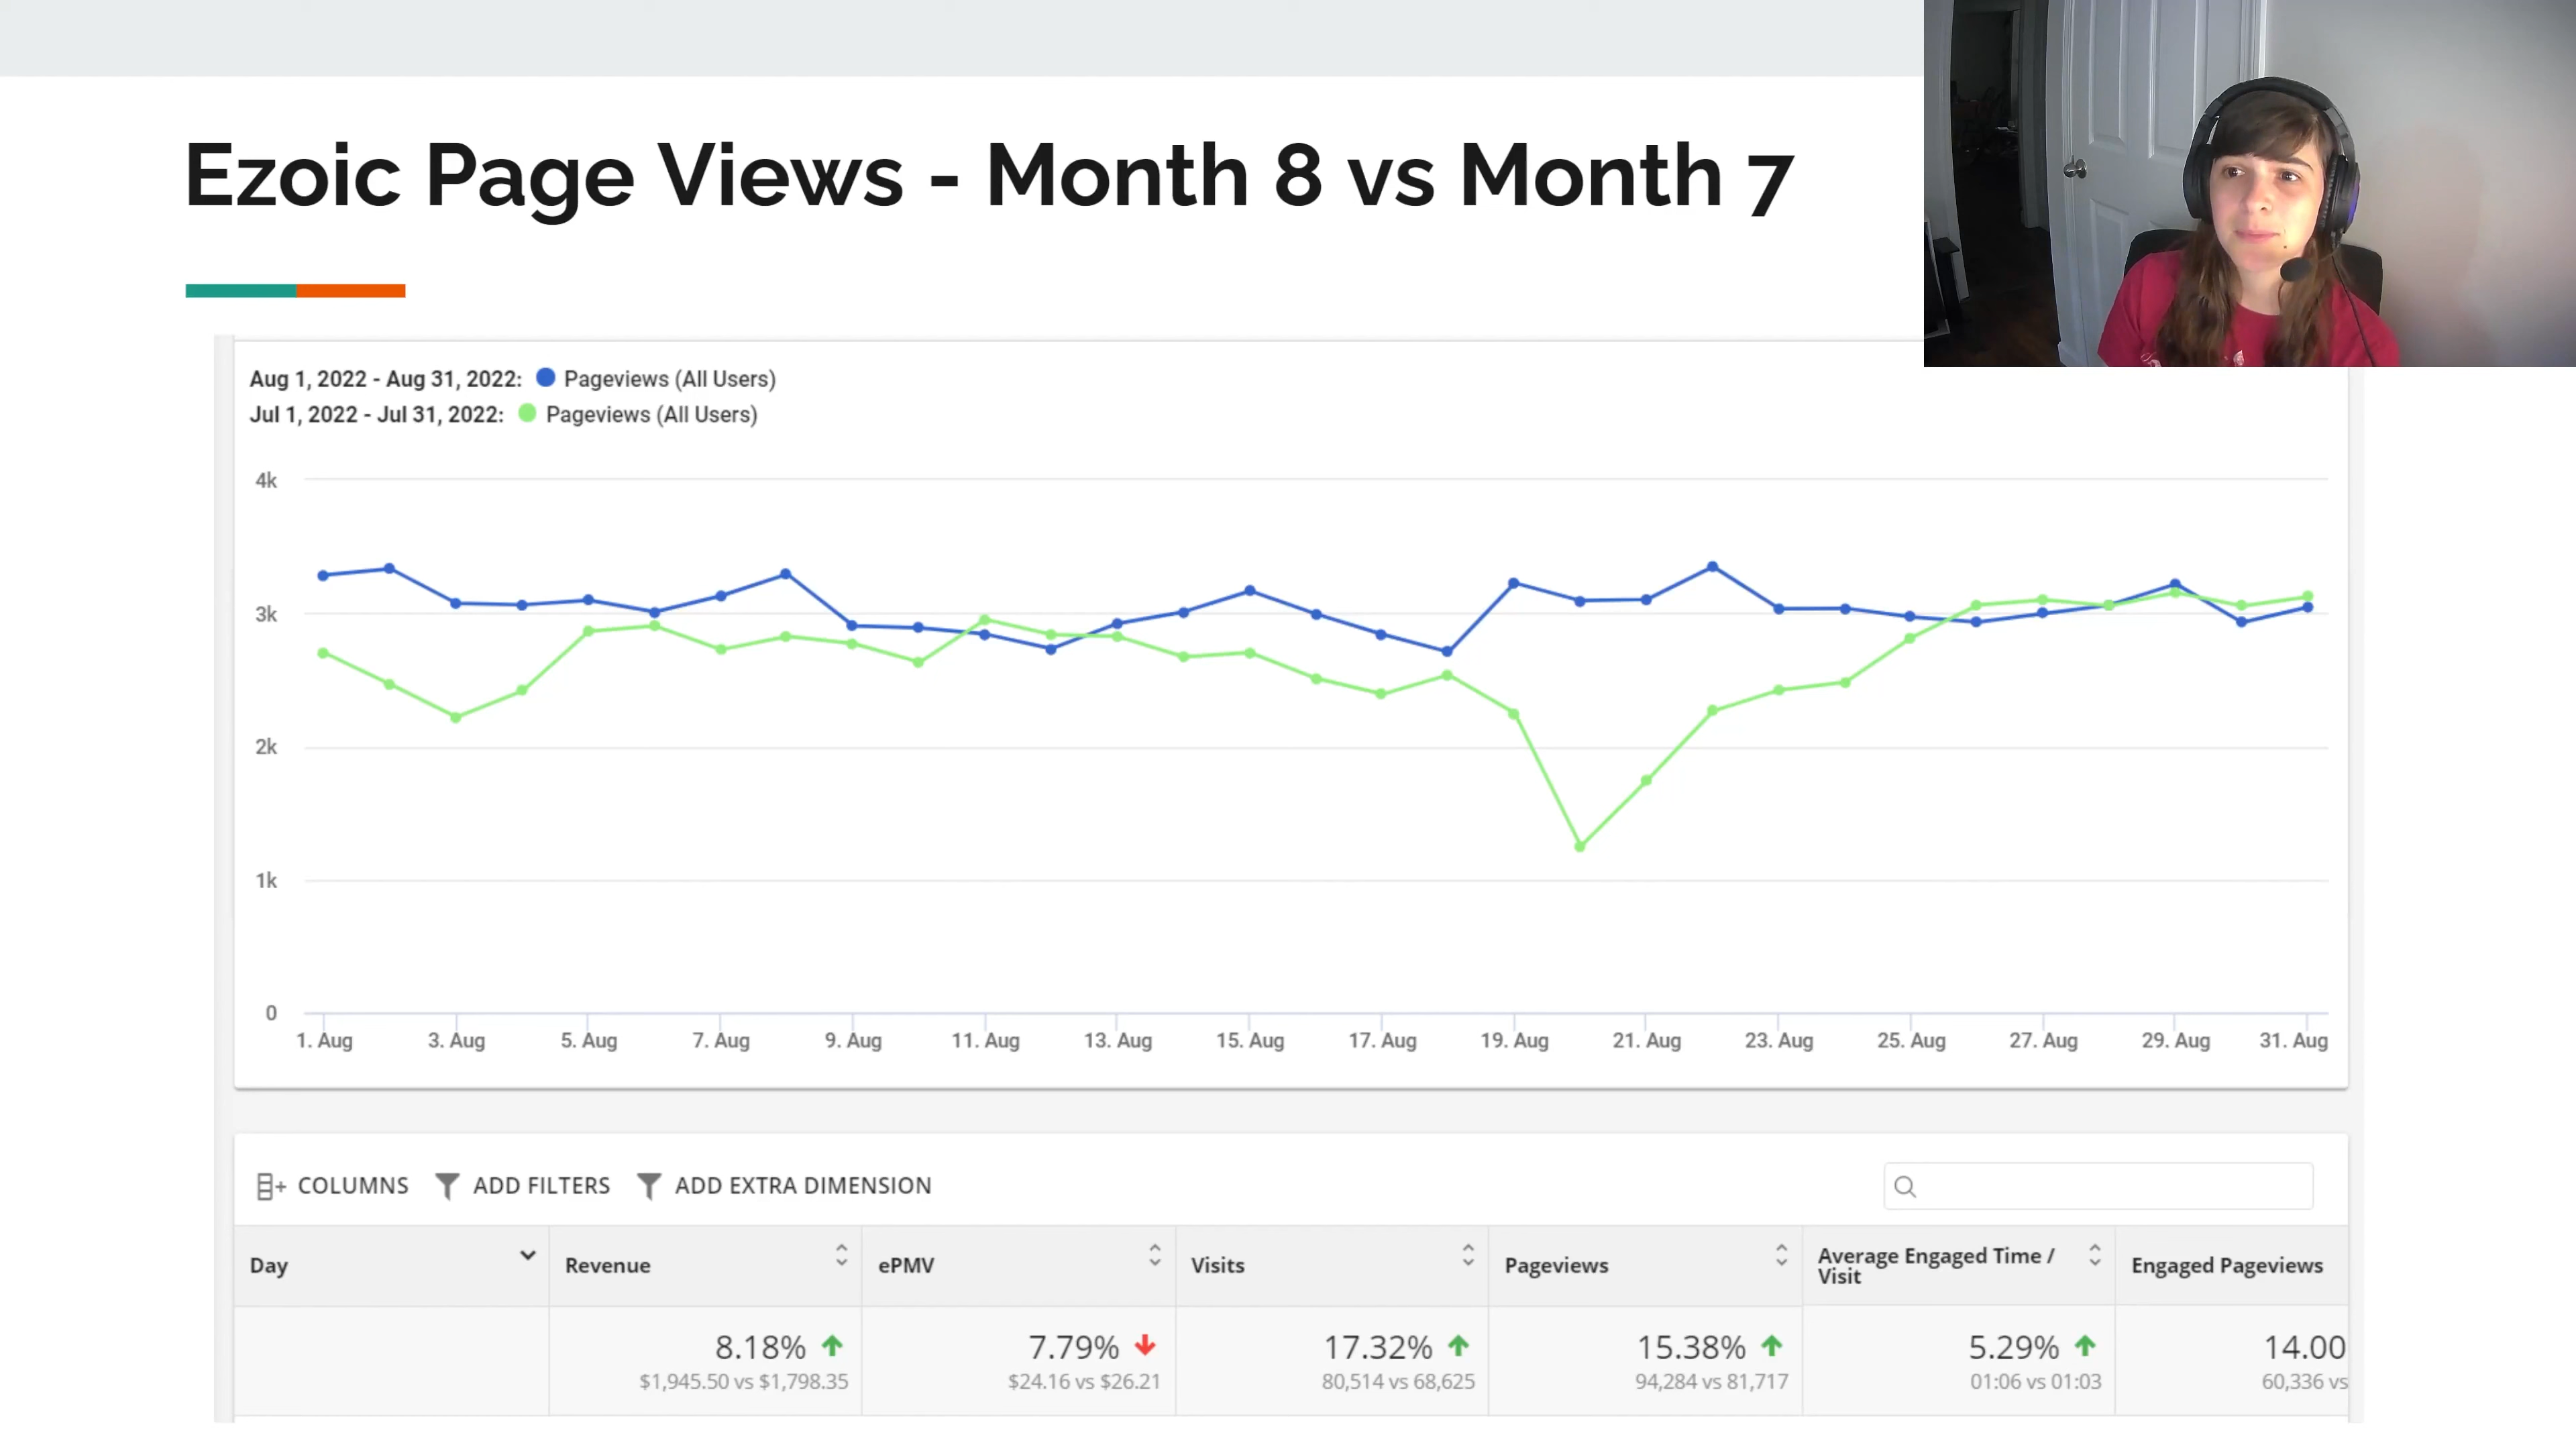 Ezoic Page Views - Month 8 vs Month 7
Aug 1, 2022 - Aug 31, 2022: Pageviews (All Users)
Jul 1, 2022 - Jul 31, 2022: Pageviews (All Users)
4k
3k
2k
1k
0
1. Aug 3. Aug 5. Aug 7. Aug 9. Aug 11. Aug 13. Aug 15. Aug 17. Aug 19. Aug 21. Aug 23. Aug 25. Aug 27. Aug 29. Aug 31. Aug
COLUMNS ADD FILTERS ADD EXTRA DIMENSION
Day Revenue ePMV Visits Pageviews Average Engaged Time / Engaged Pageviews
Visit
8.18% 7.79% 17.32% 15.38% 5.29% 14.00
$1,945.50 vs $1,798.35 $24.16 vs $26.21 80,514 vs 68,625 94,284 vs 81,717 01:06 vs 01:03 60,336 vs